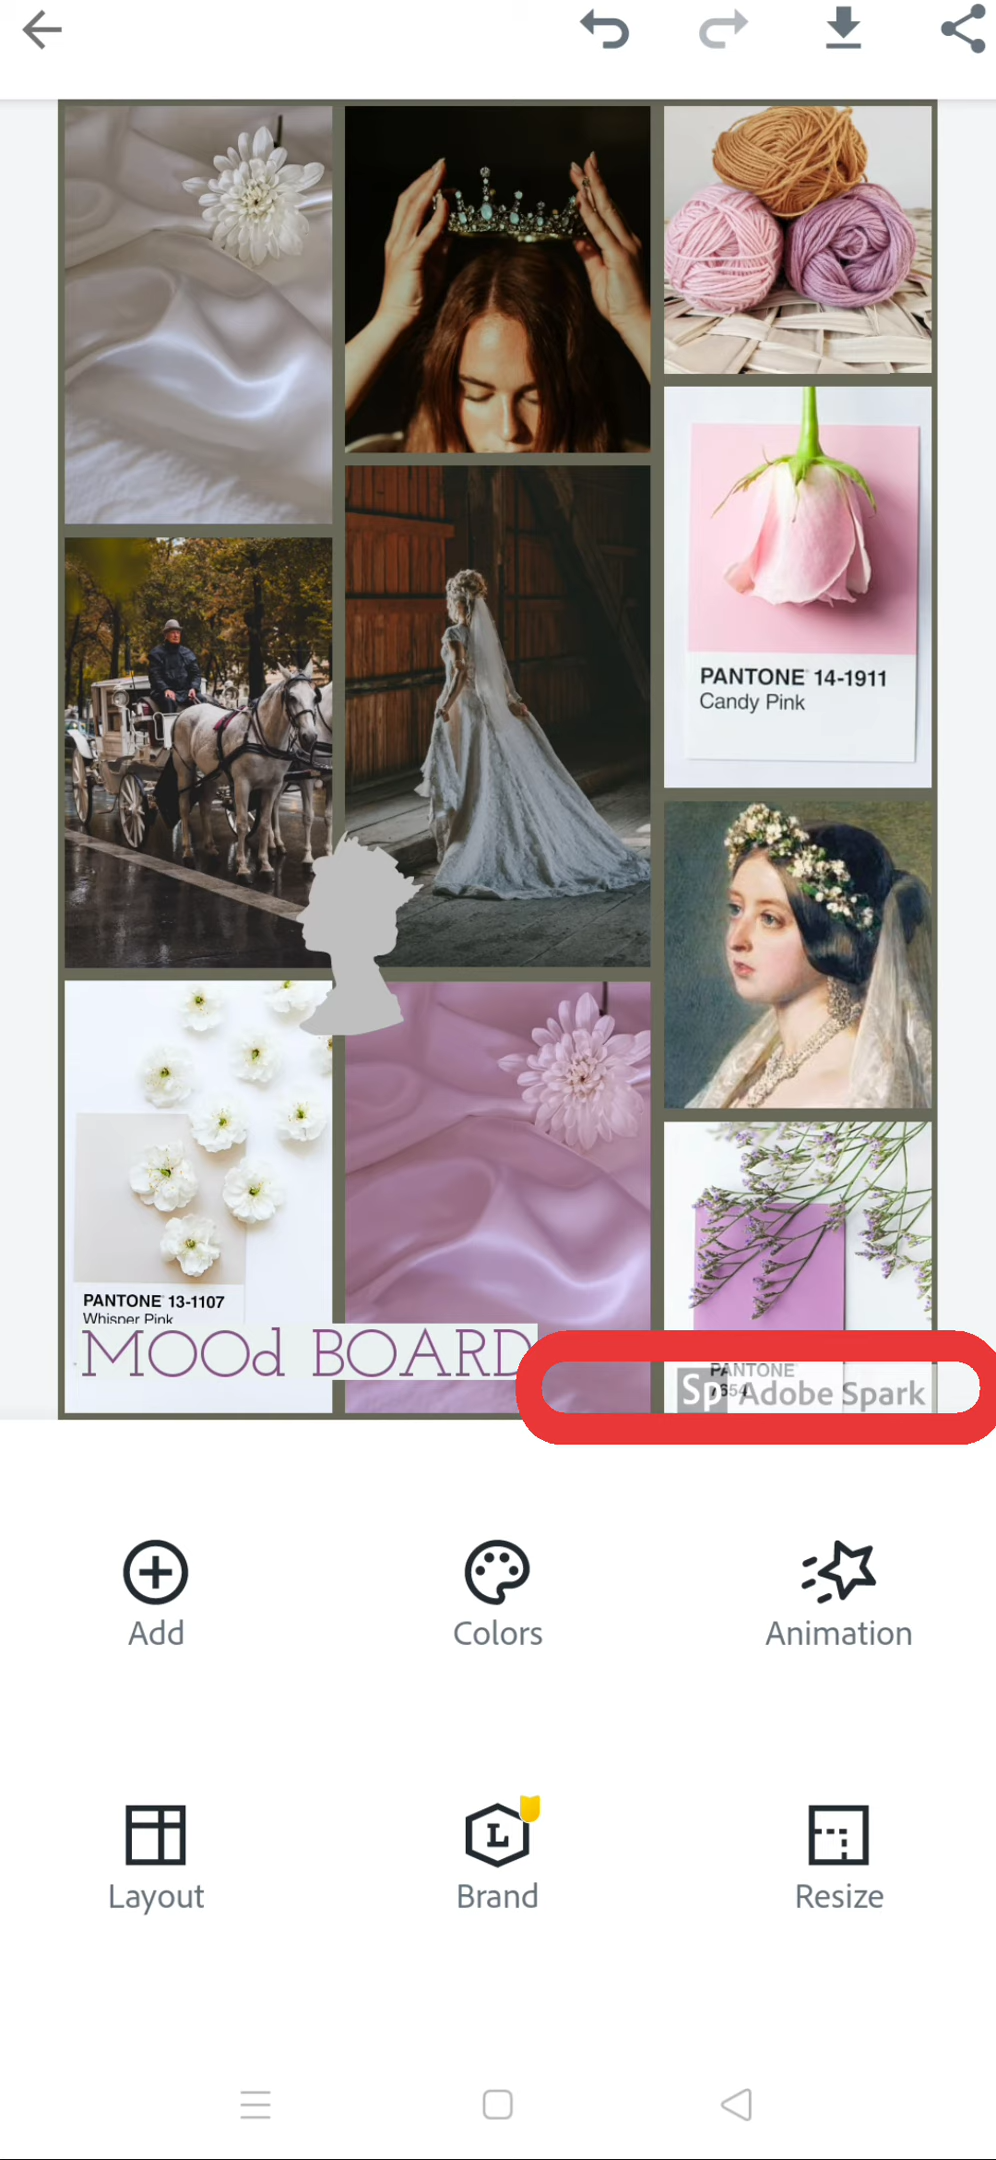 PANTONE® 14-1911
Candy Pink
PANTONE® 13-1107
Whisper Pink
MOOd BOARD
PANTONE
7654
Sp Adobe Spark
Add
Colors
Animation
Layout
L
Brand
Resize